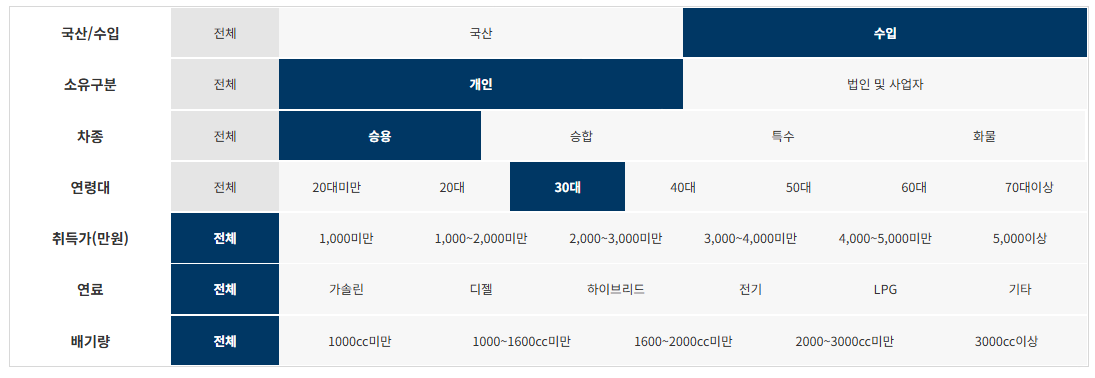 국산/수입 전체 국산 수입
소유구분 전체 개인 법인 및 사업자
차종 전체 승용 승합 특수 화물
연령대 전체 20대미만 20대 30대 40대 50대 60대 70대이상
취득가(만원) 전체 1,000미만 1,000~2,000미만 2,000~3,000미만 3,000~4,000미만 4,000~5,000미만 5,000이상
연료 전체 가솔린 디젤 하이브리드 전기 LPG 기타
배기량 전체 1000cc미만 1000~1600cc미만 1600~2000cc미만 2000~3000cc미만 3000cc이상